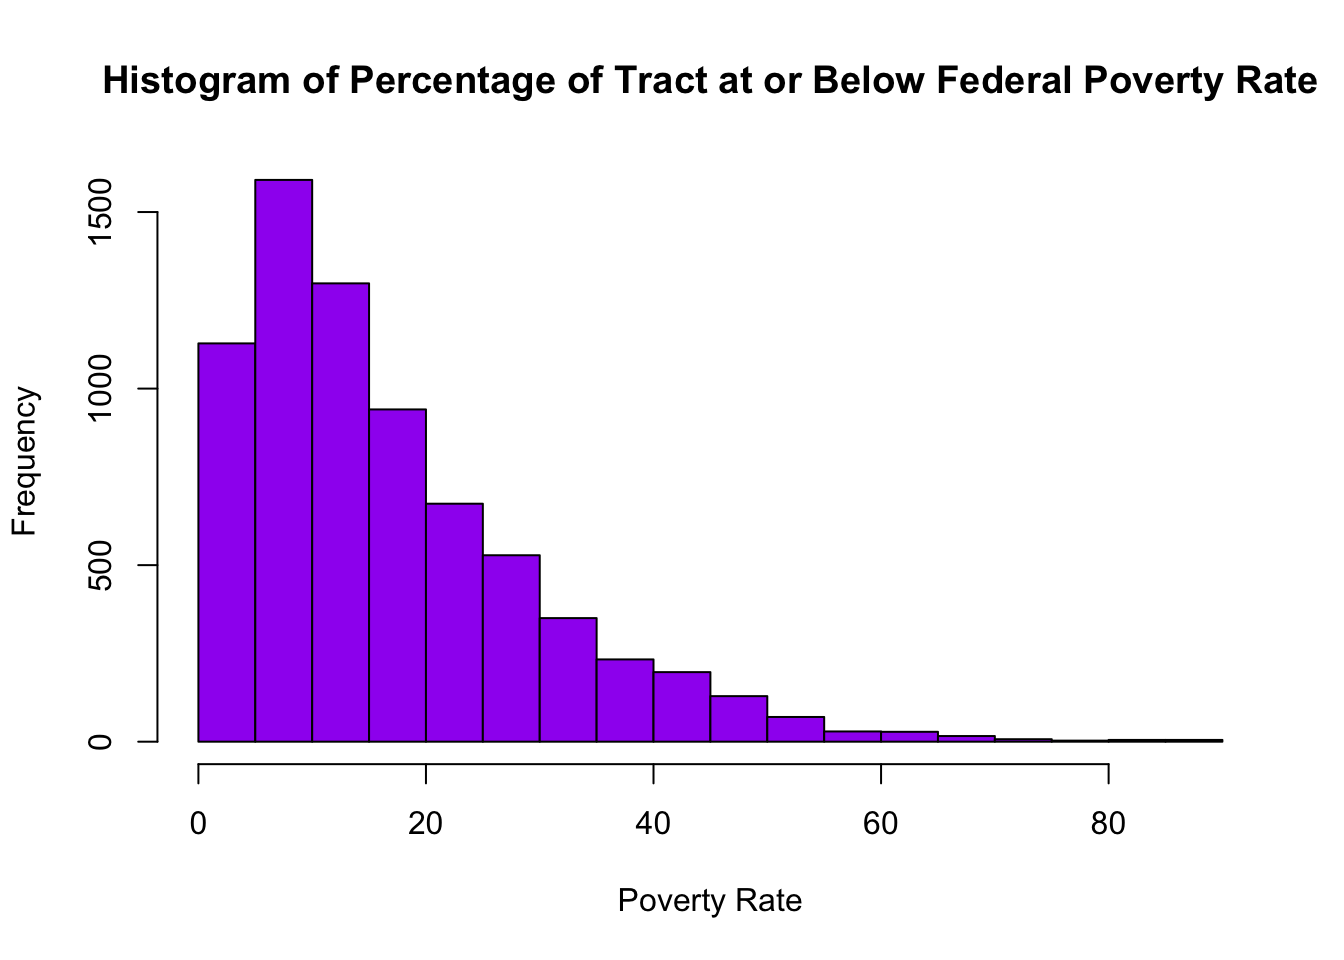 Histogram of Percentage of Tract at or Below Federal Poverty Rate
1500
1000
500
0
Frequency
0 20 40 60 80
Poverty Rate